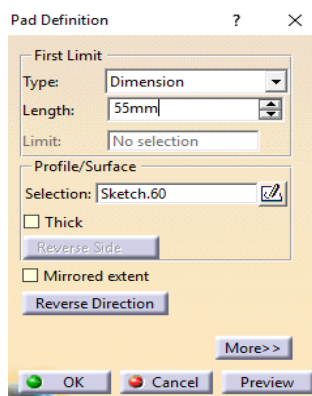 Pad Definition ? ×
First Limit
Type: Dimension
Length: 55mm
Limit: No selection
Profile/Surface
Selection: Sketch.60
Thick
Reverse Side
Mirrored extent
Reverse Direction
More>>
OK Cancel Preview